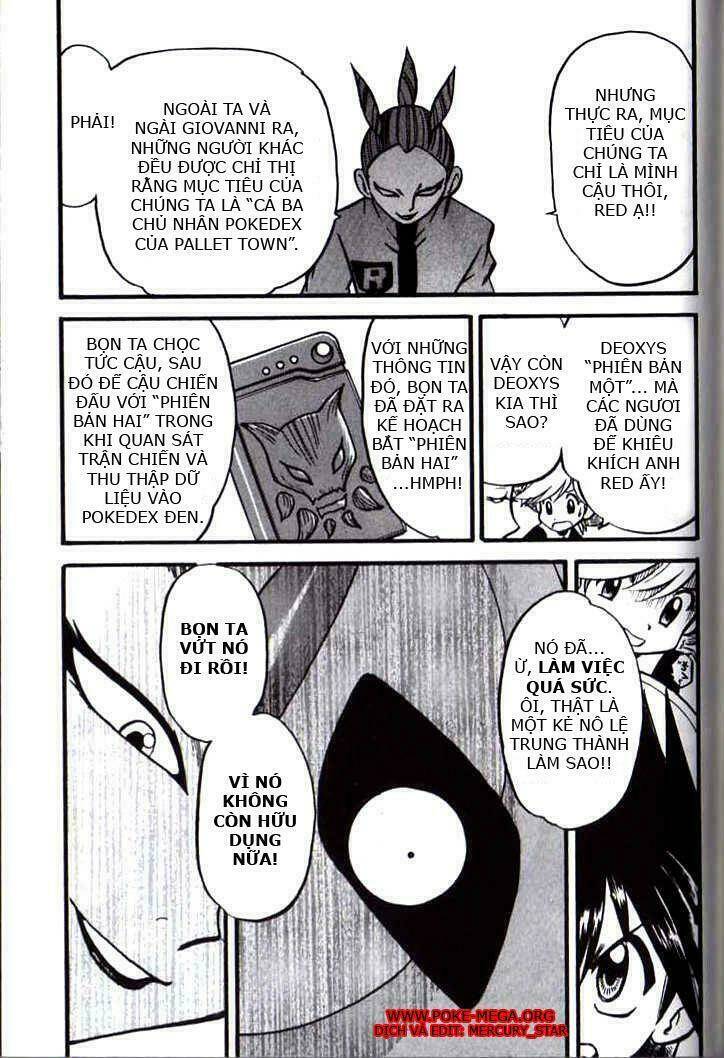 NHƯNG
THỰC RA, MỤC
TIÊU CỦA
CHÚNG TA
CHỈ LÀ MÌNH
CẬU THÔI,
RED Ạ!!
PHẢI!
NGOÀI TA VÀ
NGÀI GIOVANNI RA,
NHỮNG NGƯỜI KHÁC
ĐỀU ĐƯỢC CHỈ THỊ
RẰNG MỤC TIÊU CỦA
CHÚNG TA LÀ “CẢ BA
CHỦ NHÂN POKEDEX
CỦA PALLET TOWN”.
R
DEOXYS
“PHIÊN BẢN
MỘT”... MÀ
CÁC NGƯƠI
ĐÃ DÙNG
ĐỂ KHIÊU
KHÍCH ANH
RED ẤY!
VẬY CÒN
DEOXYS
KIA THÌ
SAO?
VỚI NHỮNG
THÔNG TIN
ĐÓ, BỌN TA
ĐÃ ĐẶT RA
KẾ HOẠCH
BẮT “PHIÊN
BẢN HAI”
...HMPH!
BỌN TA CHỌC
TỨC CẬU, SAU
ĐÓ ĐỂ CẬU CHIẾN
ĐẤU VỚI “PHIÊN
BẢN HAI” TRONG
KHI QUAN SÁT
TRẬN CHIẾN VÀ
THU THẬP DỮ
LIỆU VÀO
POKEDEX ĐEN.
NÓ ĐÃ...
Ừ, LÀM VIỆC
QUÁ SỨC.
ÔI, THẬT LÀ
MỘT KẺ NÔ LỆ
TRUNG THÀNH
LÀM SAO!!
BỌN TA
VỨT NÓ
ĐI RỒI!
VÌ NÓ
KHÔNG
CÒN HỮU
DỤNG
NỮA!
WWW.POKE-MEGA.ORG
DỊCH VÀ EDIT: MERCURY_STAR